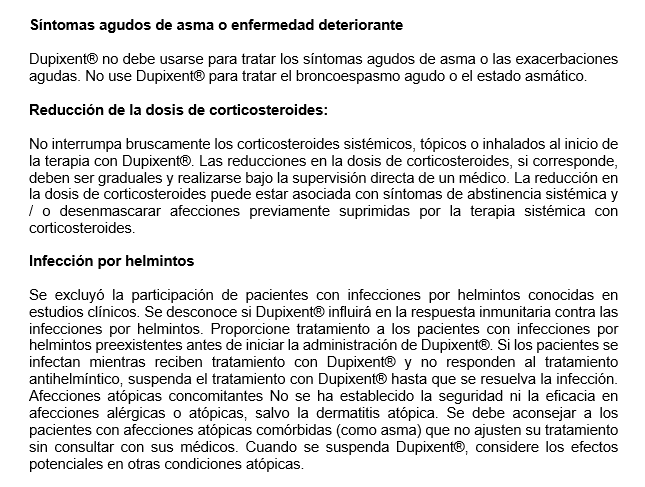 Síntomas agudos de asma o enfermedad deteriorante
Dupixent® no debe usarse para tratar los síntomas agudos de asma o las exacerbaciones
agudas. No use Dupixent® para tratar el broncoespasmo agudo o el estado asmático.
Reducción de la dosis de corticosteroides:
No interrumpa bruscamente los corticosteroides sistémicos, tópicos o inhalados al inicio de
la terapia con Dupixent®. Las reducciones en la dosis de corticosteroides, si corresponde,
deben ser graduales y realizarse bajo la supervisión directa de un médico. La reducción en
la dosis de corticosteroides puede estar asociada con síntomas de abstinencia sistémica y
/ o desenmascarar afecciones previamente suprimidas por la terapia sistémica con
corticosteroides.
Infección por helmintos
Se excluyó la participación de pacientes con infecciones por helmintos conocidas en
estudios clínicos. Se desconoce si Dupixent® influirá en la respuesta inmunitaria contra las
infecciones por helmintos. Proporcione tratamiento a los pacientes con infecciones por
helmintos preexistentes antes de iniciar la administración de Dupixent®. Si los pacientes se
infectan mientras reciben tratamiento con Dupixent® y no responden al tratamiento
antihelmíntico, suspenda el tratamiento con Dupixent® hasta que se resuelva la infección.
Afecciones atópicas concomitantes No se ha establecido la seguridad ni la eficacia en
afecciones alérgicas o atópicas, salvo la dermatitis atópica. Se debe aconsejar a los
pacientes con afecciones atópicas comórbidas (como asma) que no ajusten su tratamiento
sin consultar con sus médicos. Cuando se suspenda Dupixent®, considere los efectos
potenciales en otras condiciones atópicas.